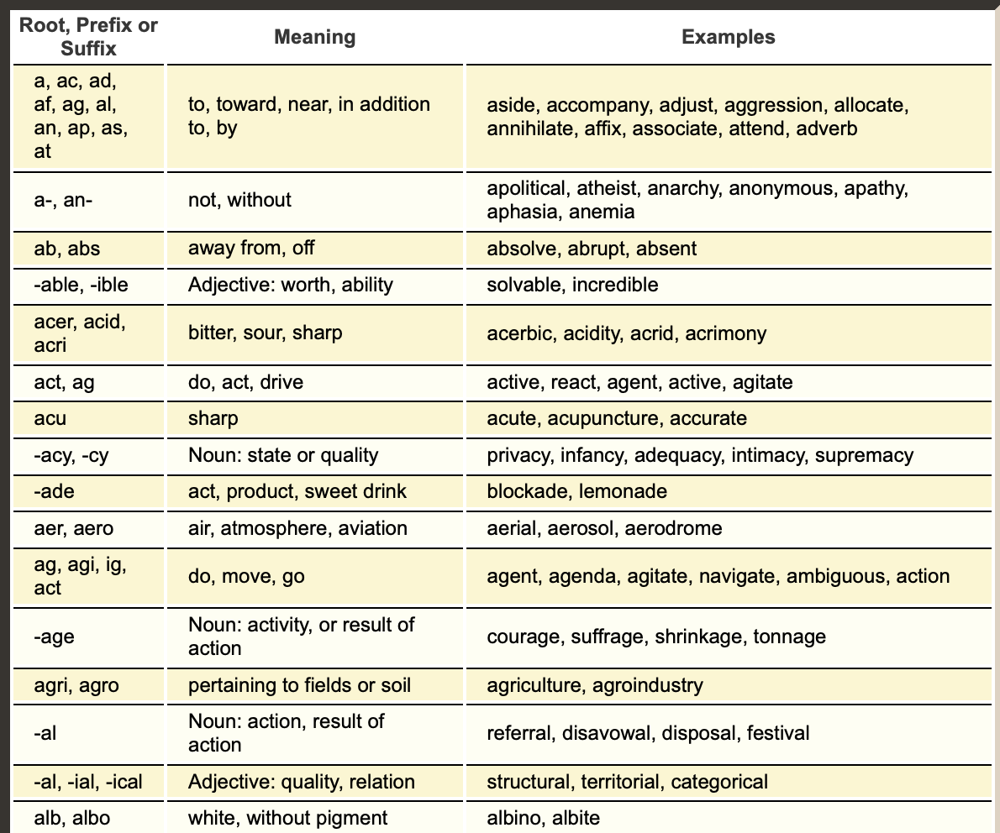 Root, Prefix or
Suffix
Meaning
Examples
a, ac, ad,
af, ag, al,
an, ap, as,
at
to, toward, near, in addition
to, by
aside, accompany, adjust, aggression, allocate,
annihilate, affix, associate, attend, adverb
a-, an-
not, without
apolitical, atheist, anarchy, anonymous, apathy,
aphasia, anemia
ab, abs
away from, off
absolve, abrupt, absent
-able, -ible
Adjective: worth, ability
solvable, incredible
acer, acid,
acri
bitter, sour, sharp
acerbic, acidity, acrid, acrimony
act, ag
do, act, drive
active, react, agent, active, agitate
acu
sharp
acute, acupuncture, accurate
-acy, -cy
Noun: state or quality
privacy, infancy, adequacy, intimacy, supremacy
-ade
act, product, sweet drink
blockade, lemonade
aer, aero
air, atmosphere, aviation
aerial, aerosol, aerodrome
ag, agi, ig,
act
do, move, go
agent, agenda, agitate, navigate, ambiguous, action
-age
Noun: activity, or result of
action
courage, suffrage, shrinkage, tonnage
agri, agro
pertaining to fields or soil
agriculture, agroindustry
-al
Noun: action, result of
action
referral, disavowal, disposal, festival
-al, -ial, -ical
Adjective: quality, relation
structural, territorial, categorical
alb, albo
white, without pigment
albino, albite